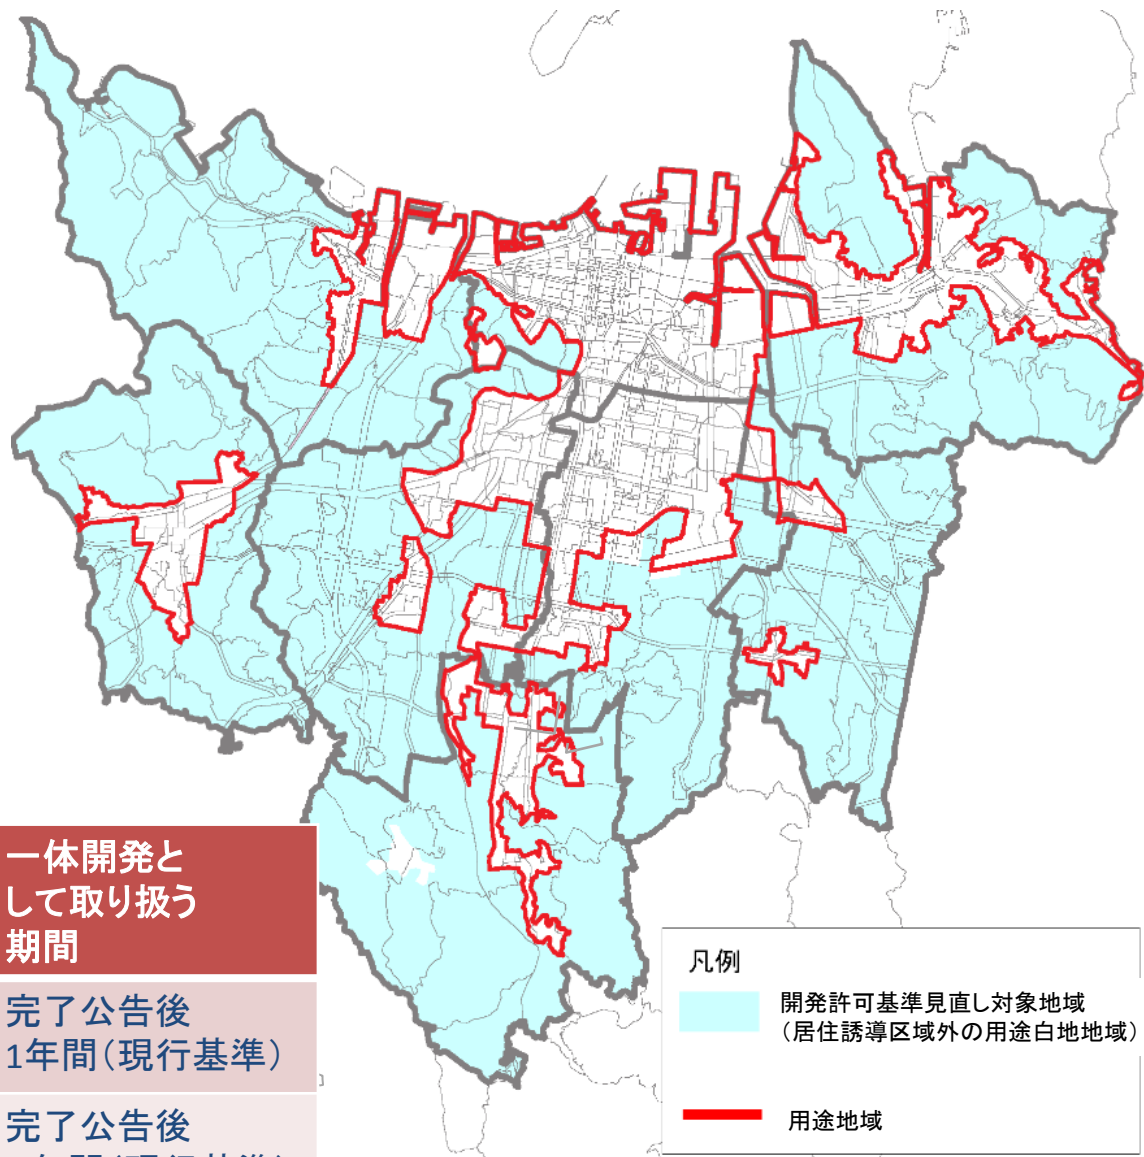 一体開発と
して取り扱う
期間
完了公告後
1年間（現行基準）
完了公告後
凡例
開発許可基準見直し対象地域
（居住誘導区域外の用途白地地域）
用途地域